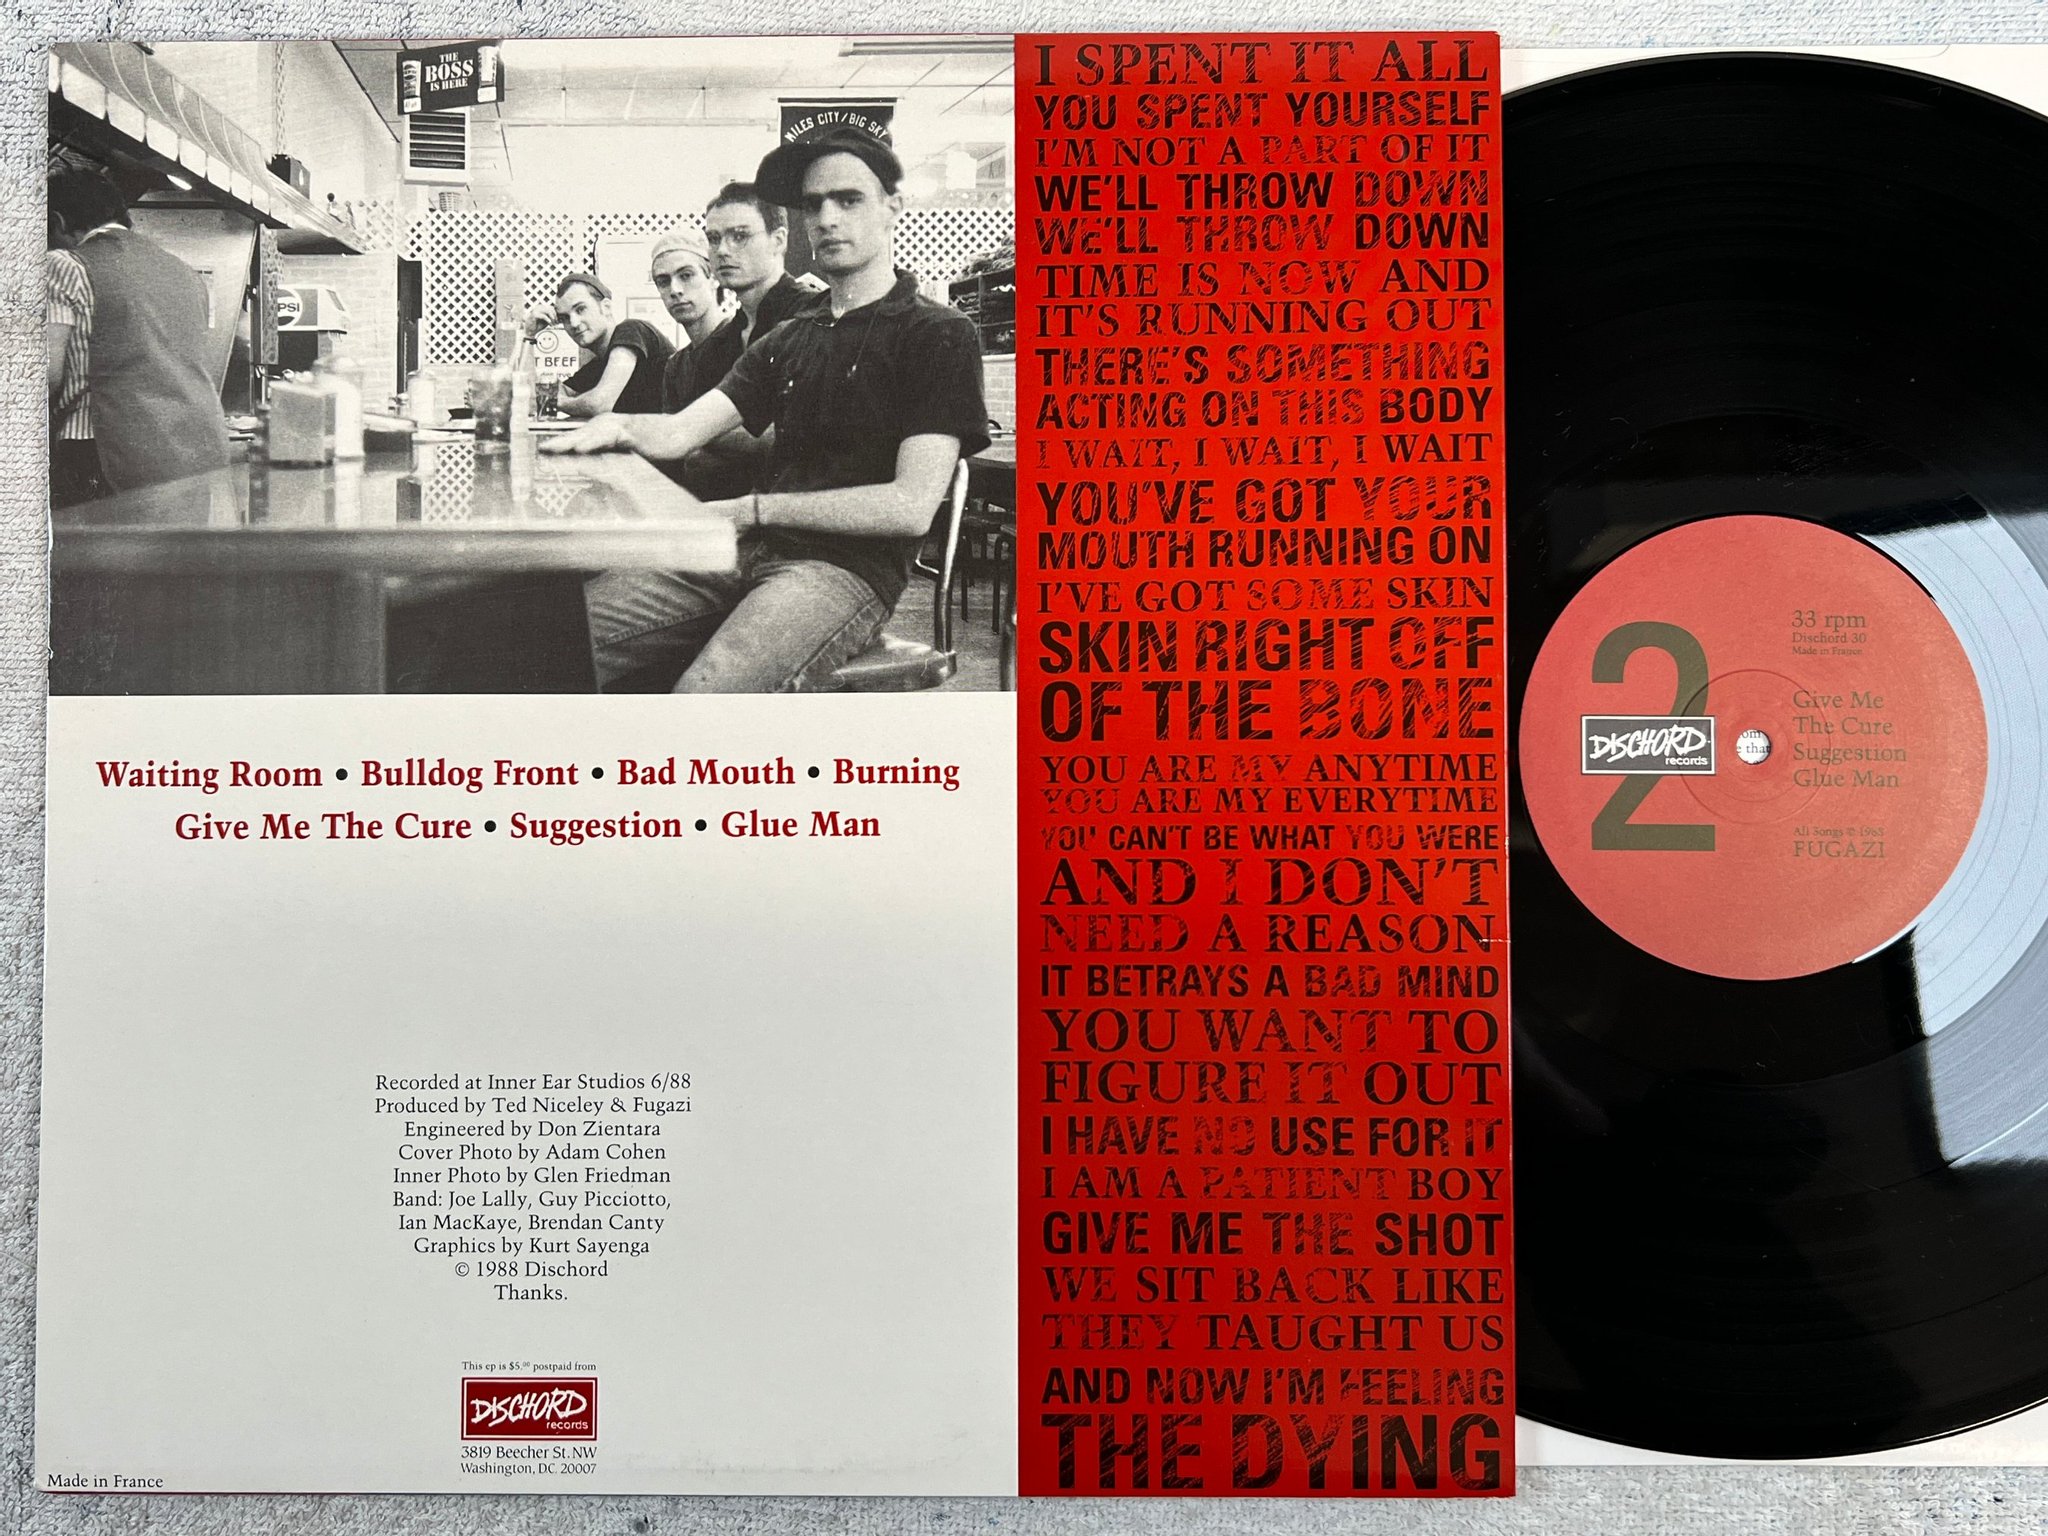 THE
BOSS
IS HERE
MILES CITY/BIG SKY
PSI
T BEEF
Waiting Room • Bulldog Front • Bad Mouth • Burning
Give Me The Cure • Suggestion • Glue Man
Recorded at Inner Ear Studios 6/88
Produced by Ted Niceley & Fugazi
Engineered by Don Zientara
Cover Photo by Adam Cohen
Inner Photo by Glen Friedman
Band: Joe Lally, Guy Picciotto,
Ian MacKaye, Brendan Canty
Graphics by Kurt Sayenga
© 1988 Dischord
Thanks.
This ep is $5.00 postpaid from
DISCHORD
records
3819 Beecher St. NW
Washington, D.C. 20007
Made in France
I SPENT IT ALL
YOU SPENT YOURSELF
I'M NOT A PART OF IT
WE'LL THROW DOWN
WE'LL THROW DOWN
TIME IS NOW AND
IT'S RUNNING OUT
THERE'S SOMETHING
ACTING ON THIS BODY
I WAIT, I WAIT, I WAIT
YOU'VE GOT YOUR
MOUTH RUNNING ON
I'VE GOT SOME SKIN
SKIN RIGHT OFF
OF THE BONE
YOU ARE MY ANYTIME
YOU ARE MY EVERYTIME
YOU CAN'T BE WHAT YOU WERE
AND I DON'T
NEED A REASON
IT BETRAYS A BAD MIND
YOU WANT TO
FIGURE IT OUT
I HAVE NO USE FOR IT
I AM A PATIENT BOY
GIVE ME THE SHOT
WE SIT BACK LIKE
THEY TAUGHT US
AND NOW I'M FEELING
THE DYING
2
DISCHORD
records
33 rpm
Dischord 30
Made in France
Give Me
The Cure
Suggestion
Glue Man
All Songs © 1988
FUGAZI
om
e that